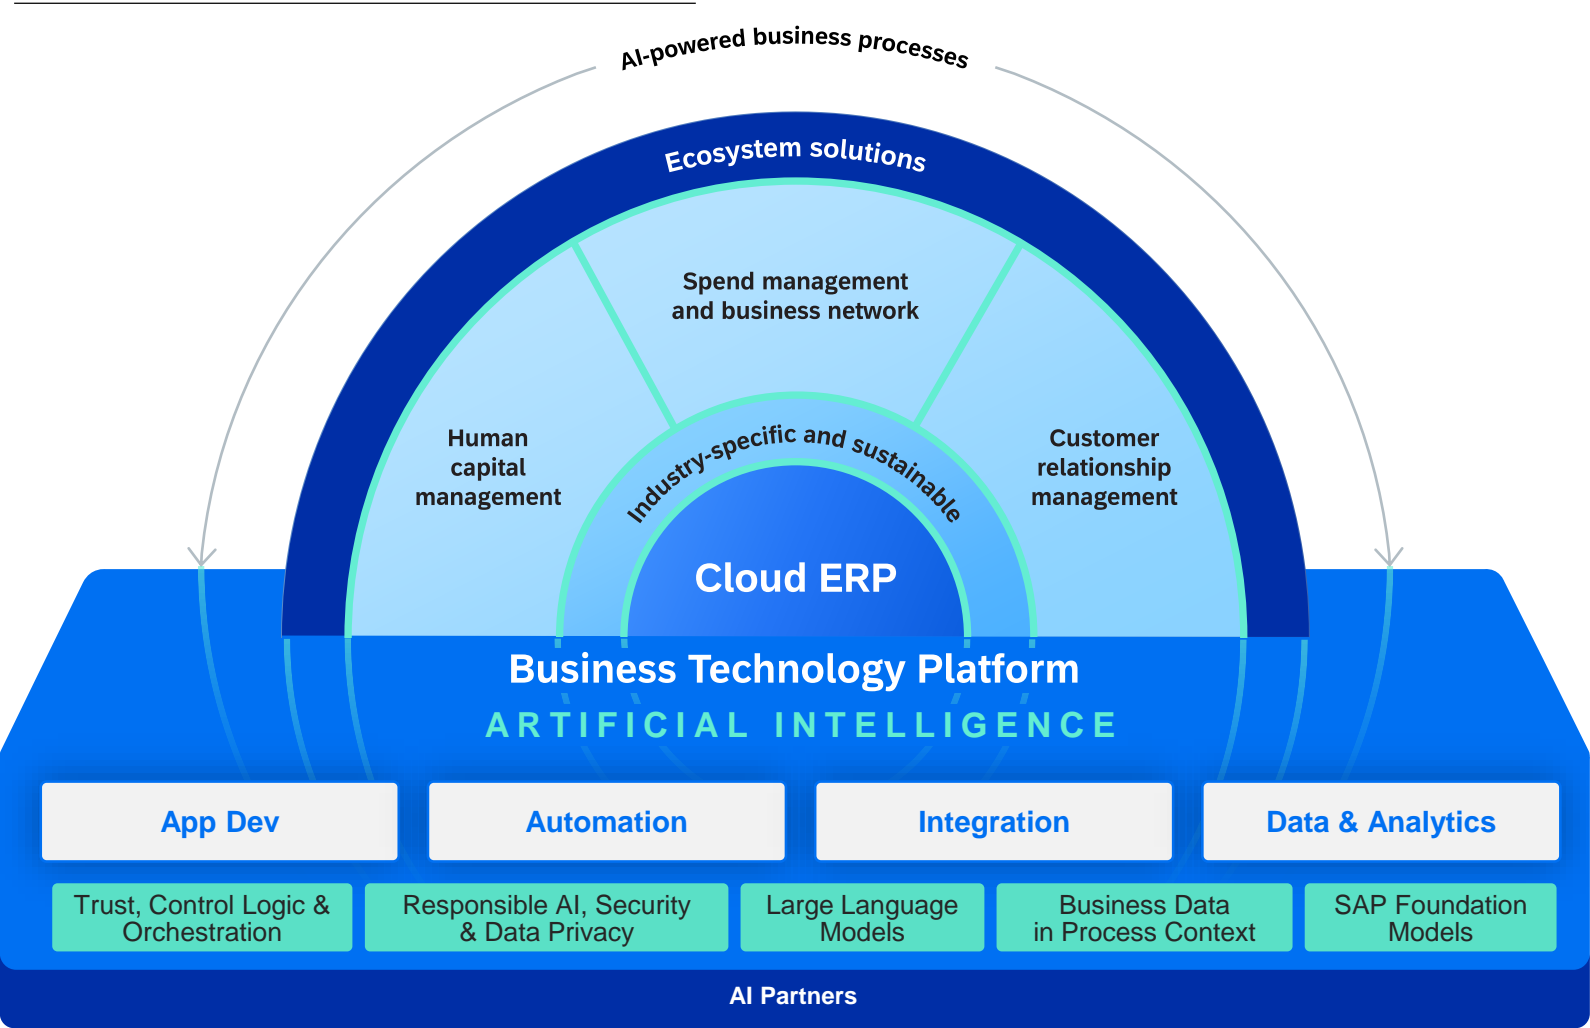 AI-powered business processes
Ecosystem solutions
Spend management
and business network
Human
capital
management
Customer
relationship
management
Industry-specific and sustainable
Cloud ERP
Business Technology Platform
ARTIFICIAL INTELLIGENCE
App Dev
Automation
Integration
Data & Analytics
Trust, Control Logic &
Orchestration
Responsible AI, Security
& Data Privacy
Large Language
Models
Business Data
in Process Context
SAP Foundation
Models
AI Partners